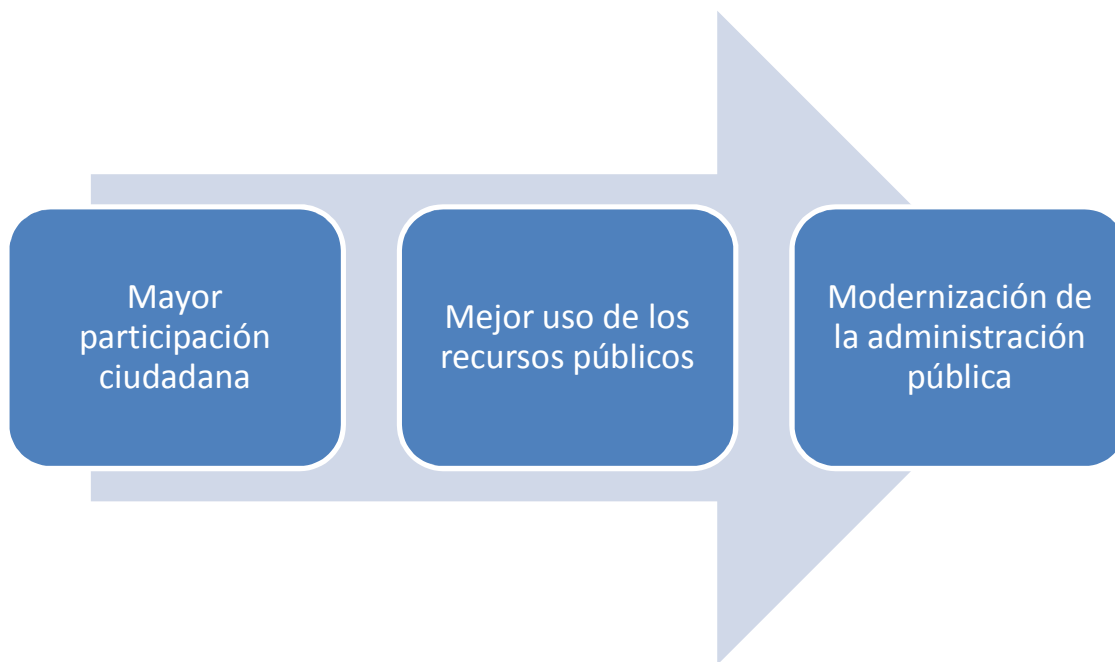 Mayor
participación
ciudadana
Mejor uso de los
recursos públicos
Modernización de
la administración
pública